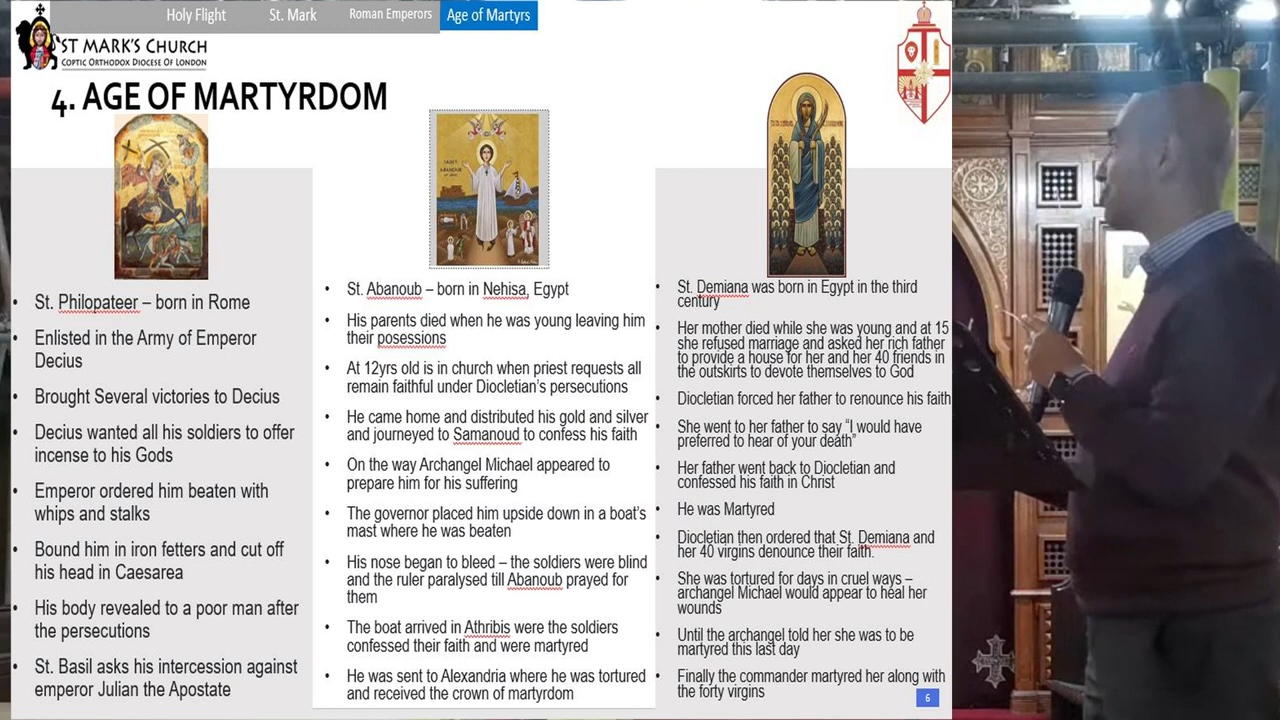 Holy Flight
St. Mark
Roman Emperors
Age of Martyrs
ST MARK'S CHURCH
COPTIC ORTHODOX DIOCESE OF LONDON
4. AGE OF MARTYRDOM
• St. Philopateer – born in Rome
• Enlisted in the Army of Emperor
Decius
• Brought Several victories to Decius
• Decius wanted all his soldiers to offer
incense to his Gods
• Emperor ordered him beaten with
whips and stalks
• Bound him in iron fetters and cut off
his head in Caesarea
• His body revealed to a poor man after
the persecutions
• St. Basil asks his intercession against
emperor Julian the Apostate
• St. Abanoub – born in Nehisa, Egypt
• His parents died when he was young leaving him
their posessions
• At 12yrs old is in church when priest requests all
remain faithful under Diocletian's persecutions
• He came home and distributed his gold and silver
and journeyed to Samanoud to confess his faith
• On the way Archangel Michael appeared to
prepare him for his suffering
• The governor placed him upside down in a boat's
mast where he was beaten
• His nose began to bleed – the soldiers were blind
and the ruler paralysed till Abanoub prayed for
them
• The boat arrived in Athribis were the soldiers
confessed their faith and were martyred
• He was sent to Alexandria where he was tortured
and received the crown of martyrdom
• St. Demiana was born in Egypt in the third
century
• Her mother died while she was young and at 15
she refused marriage and asked her rich father
to provide a house for her and her 40 friends in
the outskirts to devote themselves to God
• Diocletian forced her father to renounce his faith
• She went to her father to say “I would have
preferred to hear of your death”
• Her father went back to Diocletian and
confessed his faith in Christ
• He was Martyred
• Diocletian then ordered that St. Demiana and
her 40 virgins denounce their faith.
• She was tortured for days in cruel ways –
archangel Michael would appear to heal her
wounds
• Until the archangel told her she was to be
martyred this last day
• Finally the commander martyred her along with
the forty virgins
6